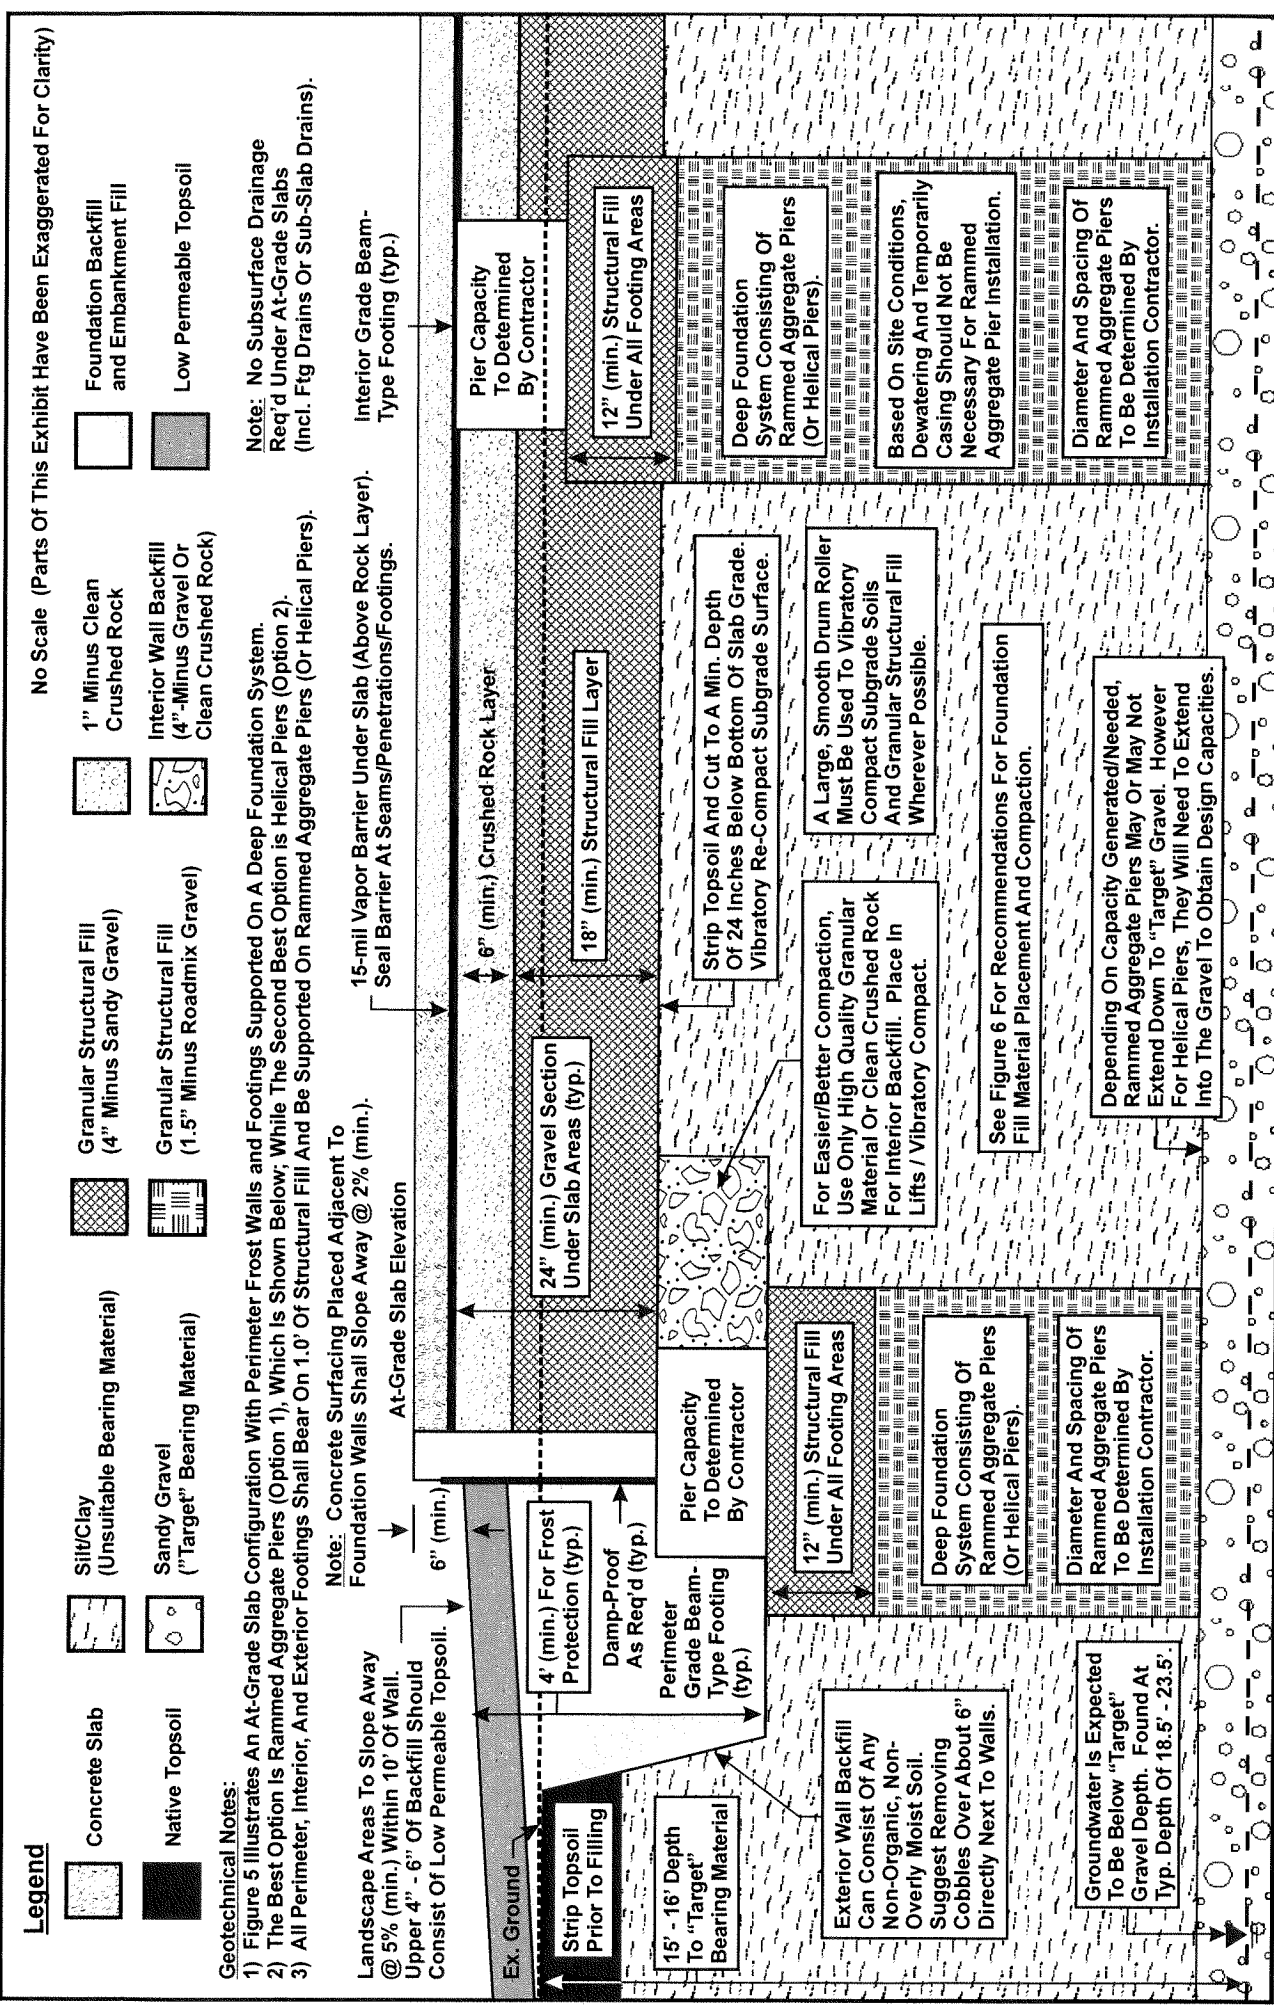 No Scale (Parts Of This Exhibit Have Been Exaggerated For Clarity)
Legend
Concrete Slab
Native Topsoil
Silt/Clay
(Unsuitable Bearing Material)
Sandy Gravel
("Target" Bearing Material)
Granular Structural Fill
(4" Minus Sandy Gravel)
Granular Structural Fill
(1.5" Minus Roadmix Gravel)
1" Minus Clean
Crushed Rock
Interior Wall Backfill
(4"-Minus Gravel Or
Clean Crushed Rock)
Foundation Backfill
and Embankment Fill
Low Permeable Topsoil
Geotechnical Notes:
1) Figure 5 Illustrates An At-Grade Slab Configuration With Perimeter Frost Walls and Footings Supported On A Deep Foundation System.
2) The Best Option Is Rammed Aggregate Piers (Option 1), Which Is Shown Below; While The Second Best Option is Helical Piers (Option 2).
3) All Perimeter, Interior, And Exterior Footings Shall Bear On 1.0' Of Structural Fill And Be Supported On Rammed Aggregate Piers (Or Helical Piers).
Note: No Subsurface Drainage
Req'd Under At-Grade Slabs
(Incl. Ftg Drains Or Sub-Slab Drains).
Landscape Areas To Slope Away
@ 5% (min.) Within 10' Of Wall.
Upper 4" - 6" Of Backfill Should
Consist Of Low Permeable Topsoil.
Note: Concrete Surfacing Placed Adjacent To
Foundation Walls Shall Slope Away @ 2% (min.).
6" (min.)
At-Grade Slab Elevation
15-mil Vapor Barrier Under Slab (Above Rock Layer).
Seal Barrier At Seams/Penetrations/Footings.
Interior Grade Beam-
Type Footing (typ.)
Ex. Ground
Strip Topsoil
Prior To Filling
4' (min.) For Frost
Protection (typ.)
Damp-Proof
As Req'd (typ.)
Perimeter
Grade Beam-
Type Footing
(typ.)
24" (min.) Gravel Section
Under Slab Areas (typ.)
6" (min.) Crushed Rock Layer
18" (min.) Structural Fill Layer
Pier Capacity
To Determined
By Contractor
12" (min.) Structural Fill
Under All Footing Areas
Deep Foundation
System Consisting Of
Rammed Aggregate Piers
(Or Helical Piers).
Based On Site Conditions,
Dewatering And Temporarily
Casing Should Not Be
Necessary For Rammed
Aggregate Pier Installation.
Diameter And Spacing Of
Rammed Aggregate Piers
To Be Determined By
Installation Contractor.
Strip Topsoil And Cut To A Min. Depth
Of 24 Inches Below Bottom Of Slab Grade.
Vibratory Re-Compact Subgrade Surface.
A Large, Smooth Drum Roller
Must Be Used To Vibratory
Compact Subgrade Soils
And Granular Structural Fill
Wherever Possible.
For Easier/Better Compaction,
Use Only High Quality Granular
Material Or Clean Crushed Rock
For Interior Backfill. Place In
Lifts / Vibratory Compact.
See Figure 6 For Recommendations For Foundation
Fill Material Placement And Compaction.
Depending On Capacity Generated/Needed,
Rammed Aggregate Piers May Or May Not
Extend Down To "Target" Gravel. However
For Helical Piers, They Will Need To Extend
Into The Gravel To Obtain Design Capacities.
Pier Capacity
To Determined
By Contractor
12" (min.) Structural Fill
Under All Footing Areas
Deep Foundation
System Consisting Of
Rammed Aggregate Piers
(Or Helical Piers).
Diameter And Spacing Of
Rammed Aggregate Piers
To Be Determined By
Installation Contractor.
15' - 16' Depth
To "Target"
Bearing Material
Exterior Wall Backfill
Can Consist Of Any
Non-Organic, Non-
Overly Moist Soil.
Suggest Removing
Cobbles Over About 6"
Directly Next To Walls.
Groundwater Is Expected
To Be Below "Target"
Gravel Depth. Found At
Typ. Depth Of 18.5' - 23.5'